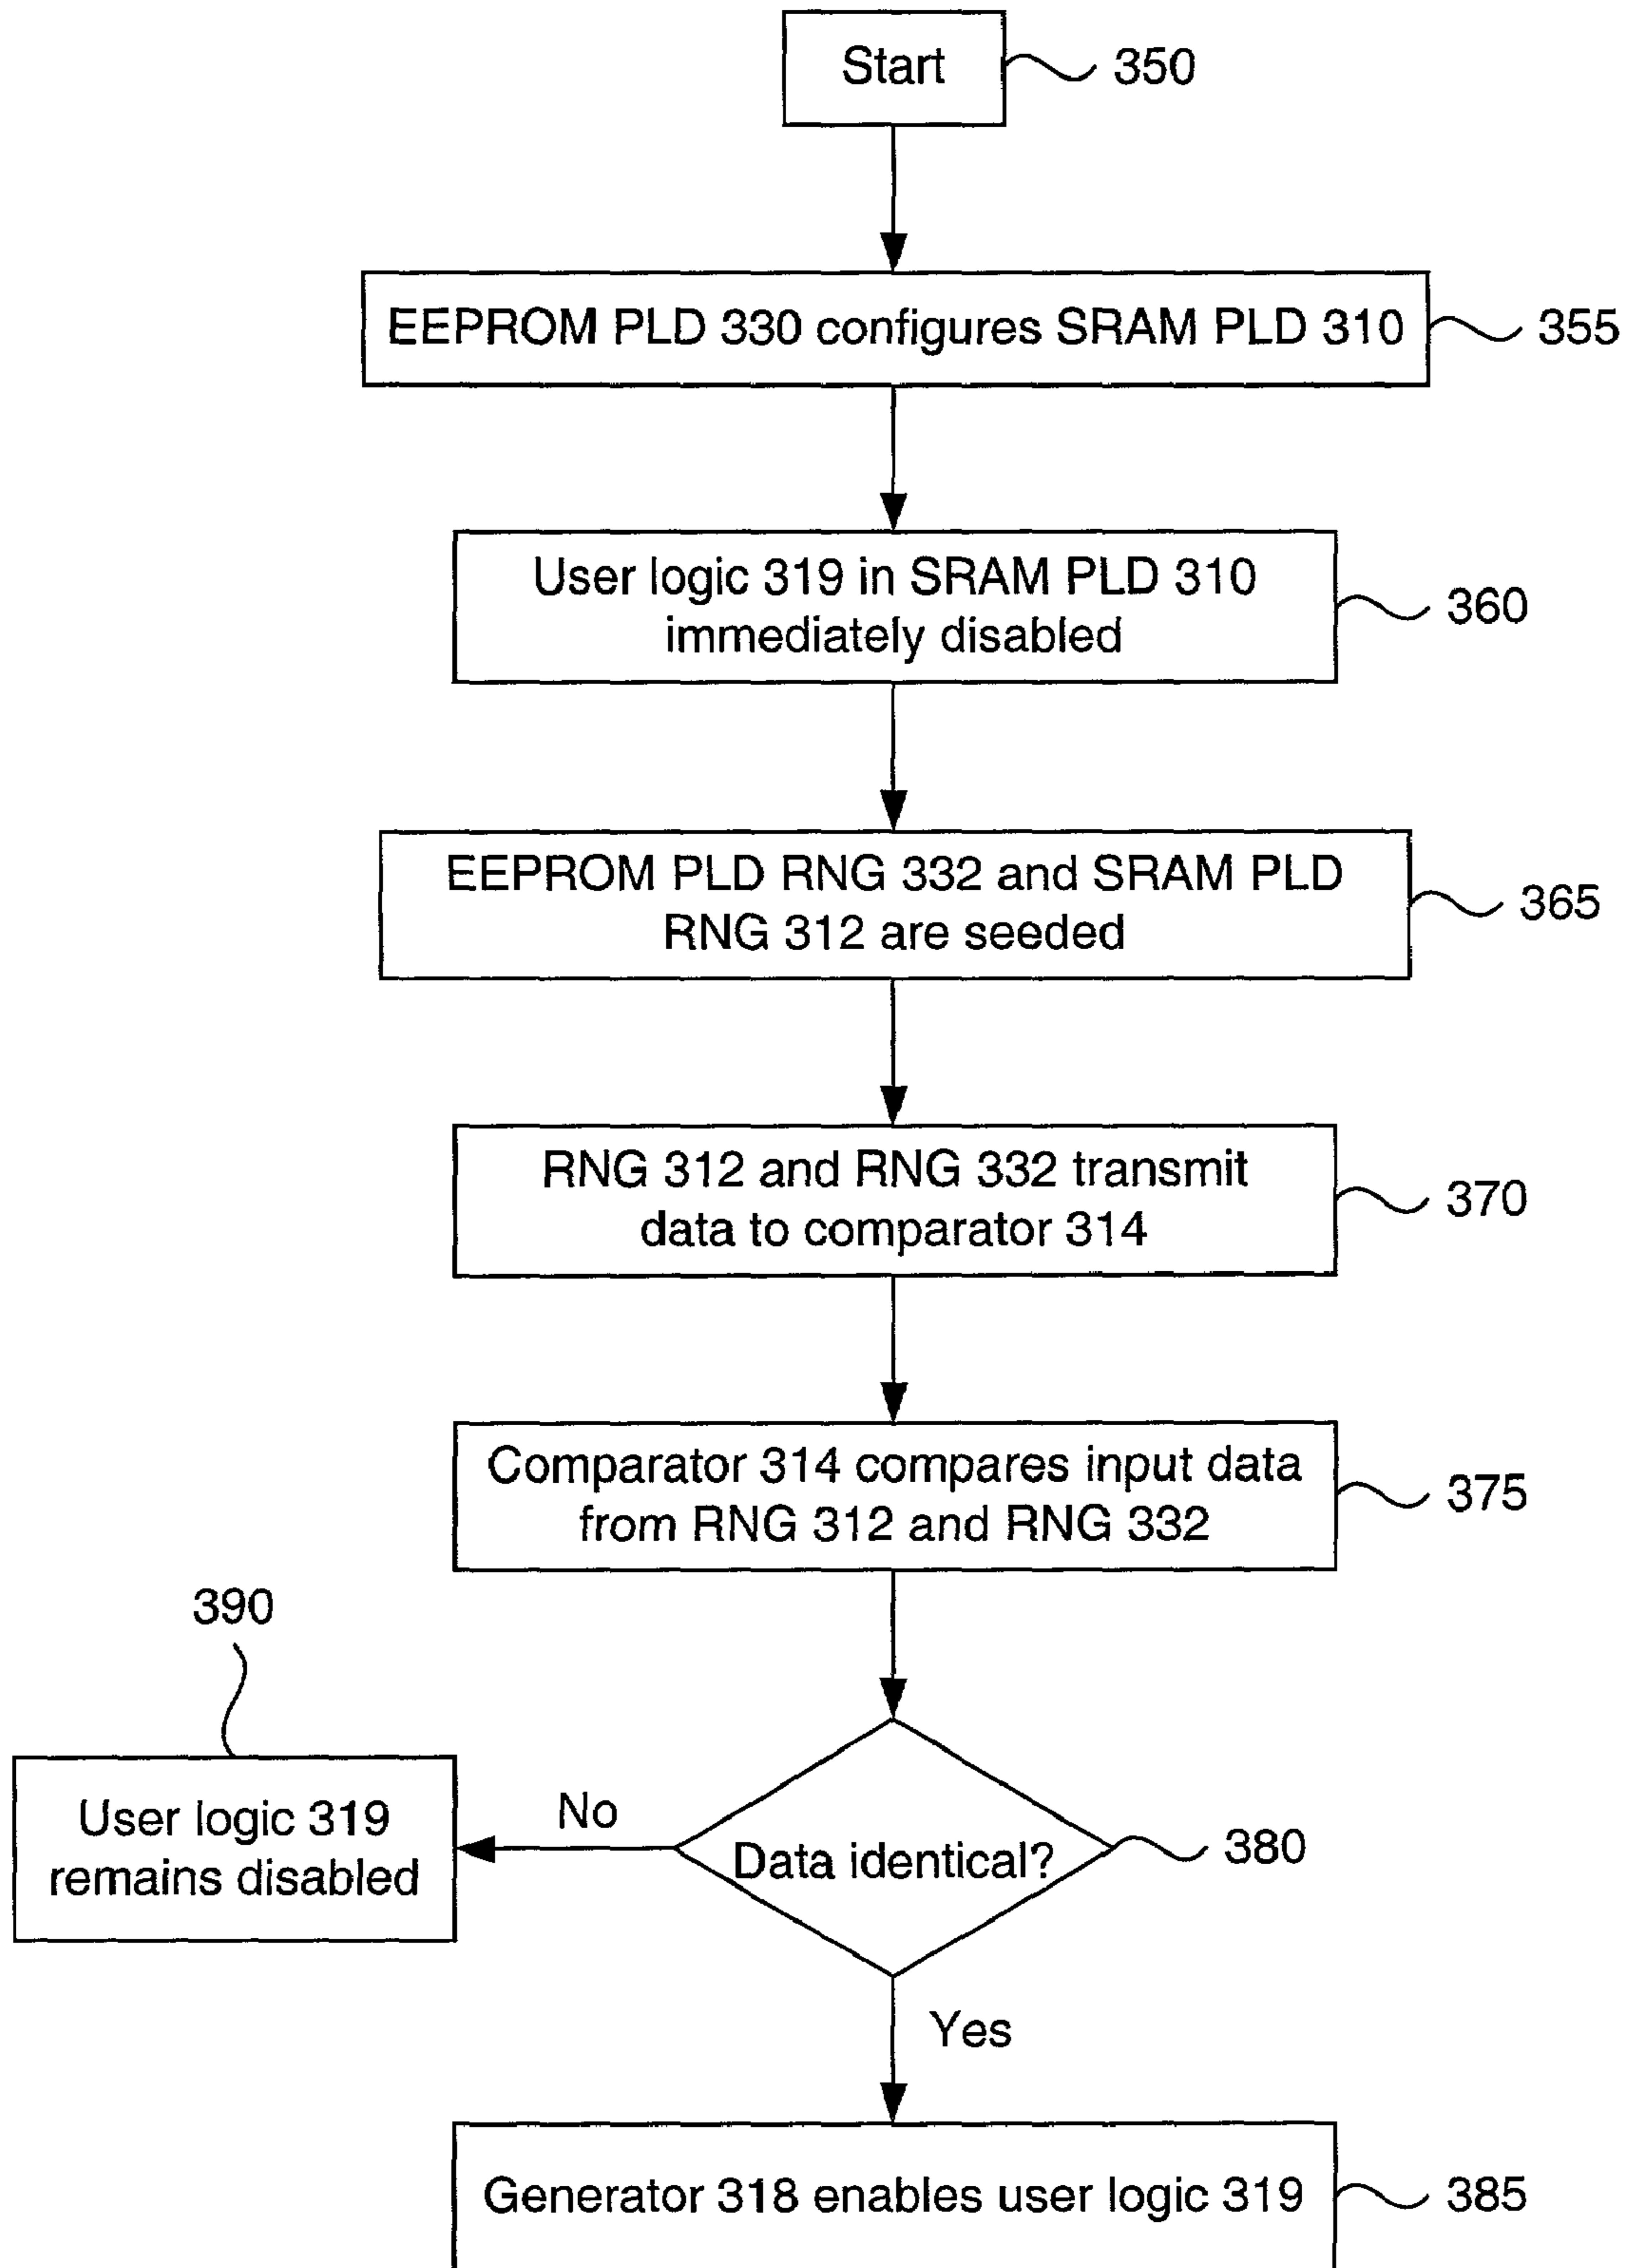 Start
350
EEPROM PLD 330 configures SRAM PLD 310
355
User logic 319 in SRAM PLD 310
immediately disabled
360
EEPROM PLD RNG 332 and SRAM PLD
RNG 312 are seeded
365
RNG 312 and RNG 332 transmit
data to comparator 314
370
Comparator 314 compares input data
from RNG 312 and RNG 332
375
390
User logic 319
remains disabled
No
Data identical?
380
Yes
Generator 318 enables user logic 319
385